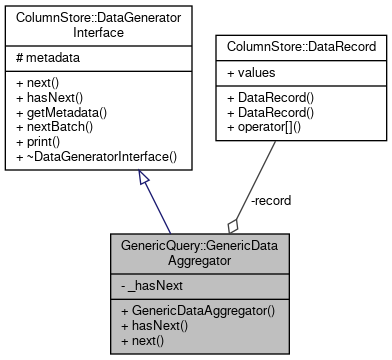 ColumnStore::DataGenerator
Interface
# metadata
+ next()
+ hasNext()
+ getMetadata()
+ nextBatch()
+ print()
+ ~DataGeneratorInterface()
ColumnStore::DataRecord
+ values
+ DataRecord()
+ DataRecord()
+ operator[]()
-record
GenericQuery::GenericData
Aggregator
- _hasNext
+ GenericDataAggregator()
+ hasNext()
+ next()